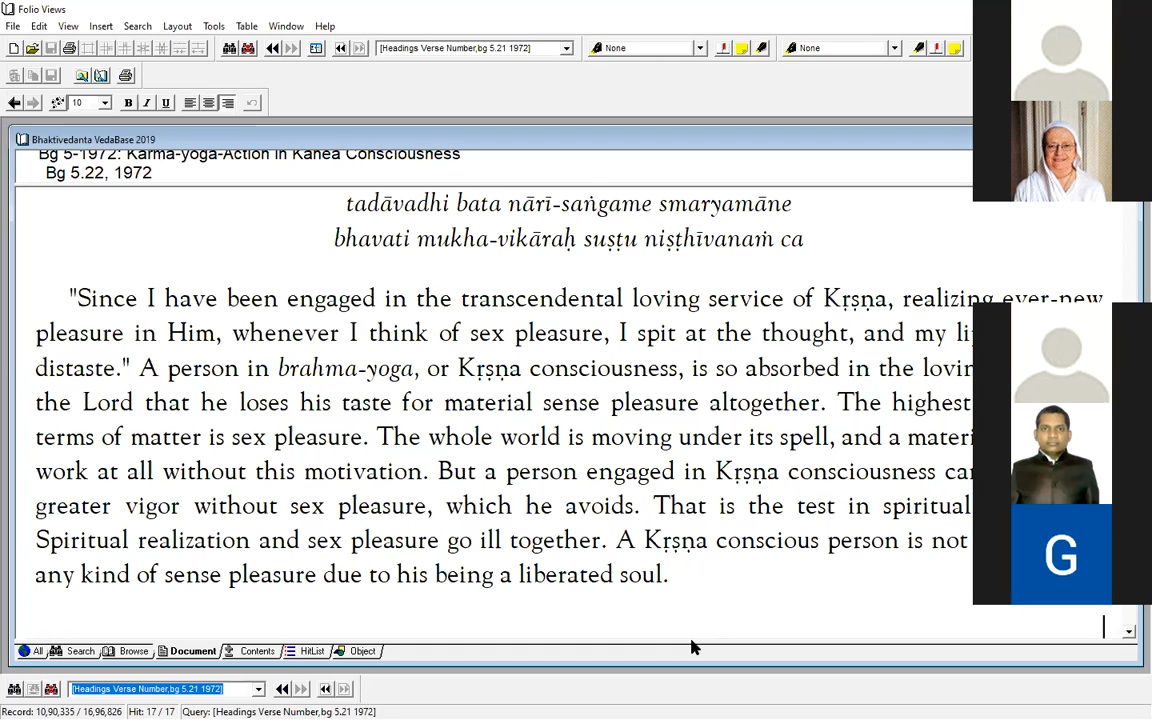 Folio Views
File Edit View Insert Search Layout Tools Table Window Help
[Headings Verse Number,bg 5.21 1972] None None
10 B I U
Bhaktivedanta VedaBase 2019
Bg 5-1972: Karma-yoga-Action in Kanea Consciousness
Bg 5.22, 1972
tadāvadhi bata nārī-saṅgame smaryamāne
bhavati mukha-vikāraḥ suṣṭu niṣṭhīvanaṁ ca
"Since I have been engaged in the transcendental loving service of Kṛṣṇa, realizing ever-new
pleasure in Him, whenever I think of sex pleasure, I spit at the thought, and my
distaste." A person in brahma-yoga, or Kṛṣṇa consciousness, is so absorbed in the
the Lord that he loses his taste for material sense pleasure altogether. The highest
terms of matter is sex pleasure. The whole world is moving under its spell, and a
work at all without this motivation. But a person engaged in Kṛṣṇa consciousness
greater vigor without sex pleasure, which he avoids. That is the test in spiritual
Spiritual realization and sex pleasure go ill together. A Kṛṣṇa conscious person is not
any kind of sense pleasure due to his being a liberated soul.
G
All Search Browse Document Contents HitList Object
[Headings Verse Number,bg 5.21 1972]
Record: 10,90,335 / 16,96,826 Hit: 17 / 17 Query: [Headings Verse Number,bg 5.21 1972]